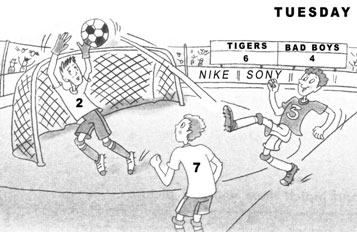 TUESDAY
TIGERS BAD BOYS
6 4
NIKE || SONY ||
2
5
7